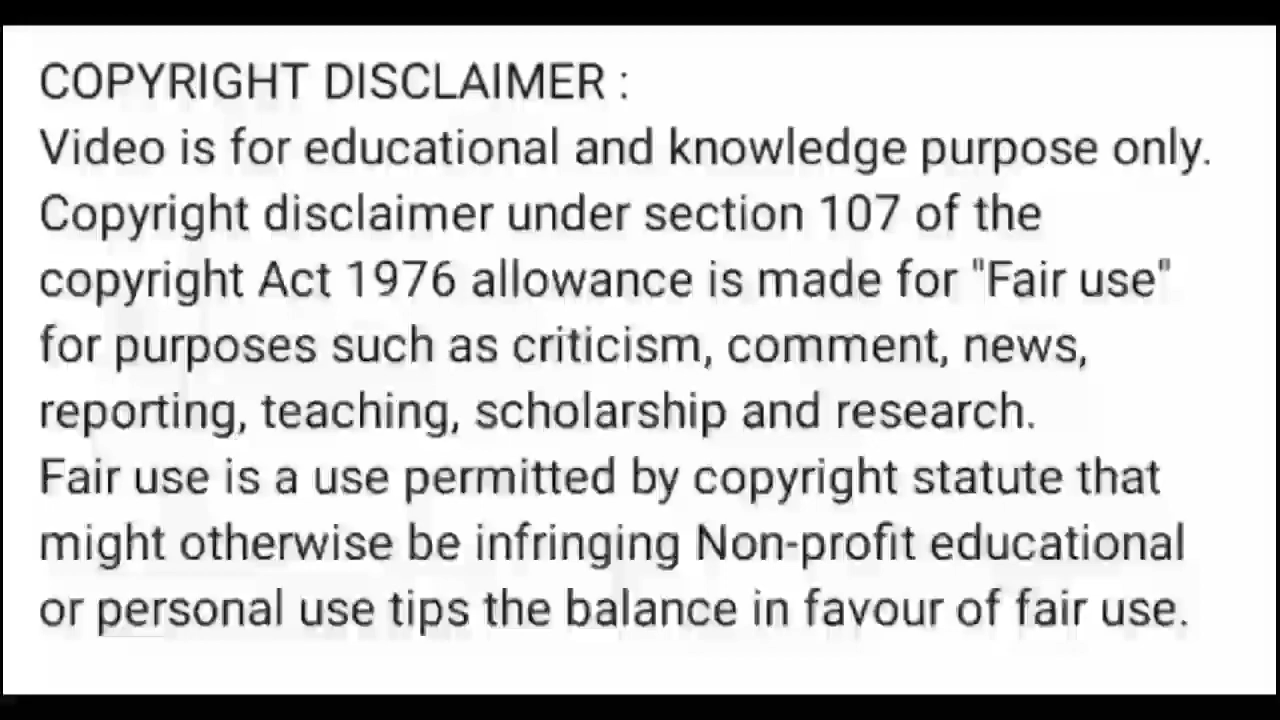 COPYRIGHT DISCLAIMER :
Video is for educational and knowledge purpose only.
Copyright disclaimer under section 107 of the
copyright Act 1976 allowance is made for "Fair use"
for purposes such as criticism, comment, news,
reporting, teaching, scholarship and research.
Fair use is a use permitted by copyright statute that
might otherwise be infringing Non-profit educational
or personal use tips the balance in favour of fair use.